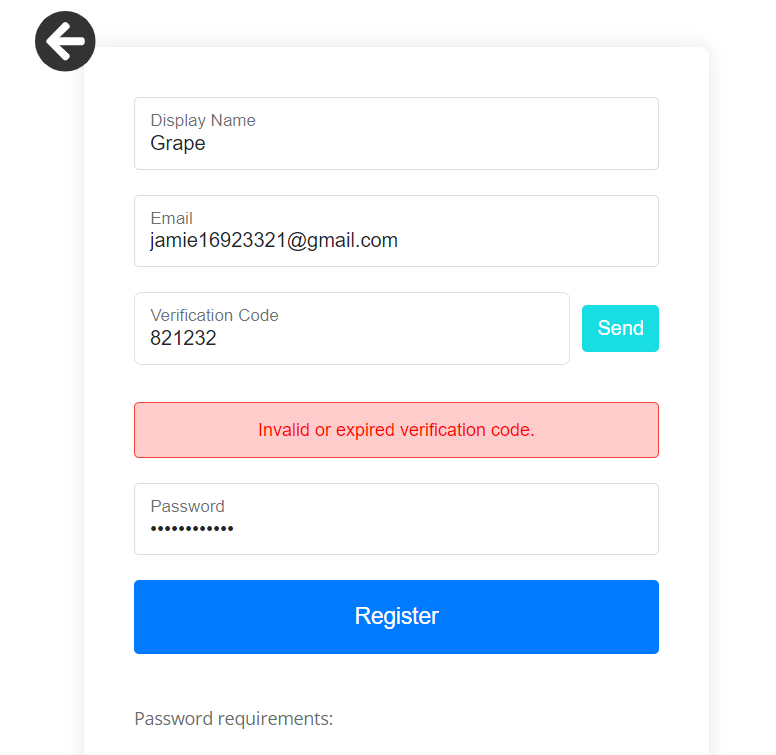 Display Name
Grape
Email
jamie16923321@gmail.com
Verification Code
821232
Send
Invalid or expired verification code.
Password
••••••••••••
Register
Password requirements: